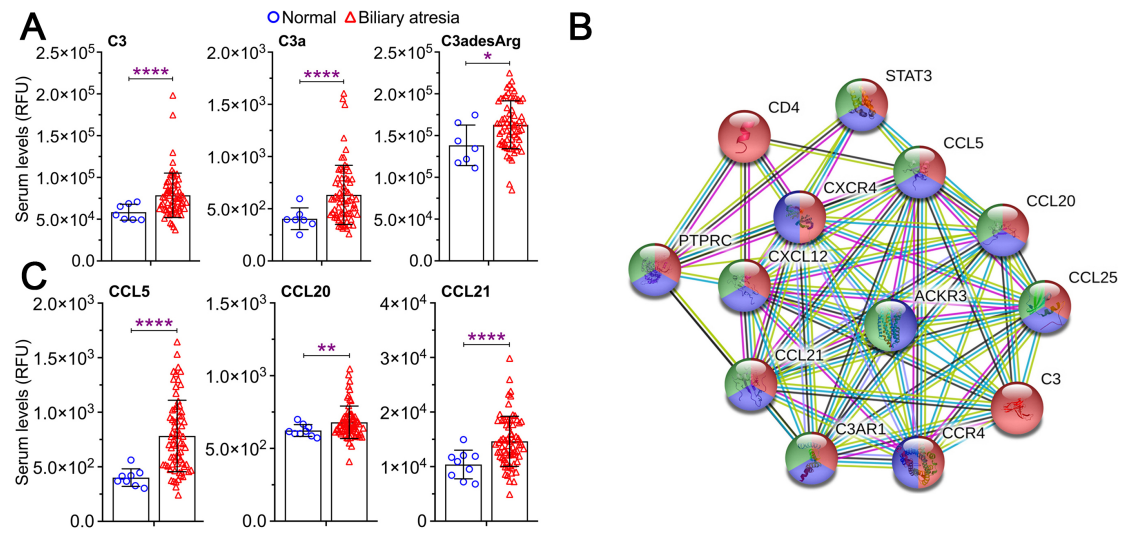 A
Normal
Biliary atresia
C3
C3a
C3adesArg
Serum levels (RFU)
2.5×10⁵
2.0×10⁵
1.5×10⁵
1.0×10⁵
5.0×10⁴
0.0
****
2.0×10³
1.5×10³
1.0×10³
5.0×10²
0.0
****
2.5×10⁵
2.0×10⁵
1.5×10⁵
1.0×10⁵
5.0×10⁴
0.0
*
B
STAT3
CD4
CCL5
CXCR4
CCL20
PTPRC
CXCL12
CCL25
ACKR3
CCL21
C3
C3AR1
CCR4
C
CCL5
CCL20
CCL21
Serum levels (RFU)
2.0×10³
1.5×10³
1.0×10³
5.0×10²
0.0
****
1.5×10³
1.0×10³
5.0×10²
0.0
**
4×10⁴
3×10⁴
2×10⁴
1×10⁴
0
****